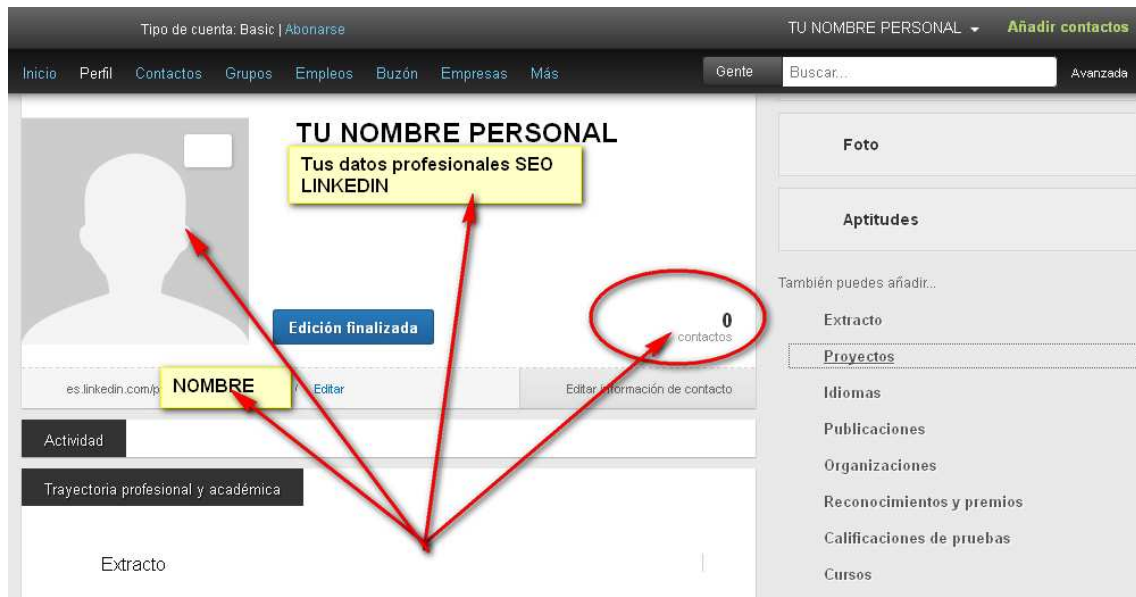 Tipo de cuenta: Basic | Abonarse
TU NOMBRE PERSONAL
Añadir contactos
Inicio Perfil Contactos Grupos Empleos Buzón Empresas Más
Gente
Buscar...
Avanzada
TU NOMBRE PERSONAL
Tus datos profesionales SEO
LINKEDIN
Edición finalizada
0
contactos
es.linkedin.com/p
NOMBRE
/
Editar
Editar información de contacto
Actividad
Trayectoria profesional y académica
Extracto
Foto
Aptitudes
También puedes añadir...
Extracto
Proyectos
Idiomas
Publicaciones
Organizaciones
Reconocimientos y premios
Calificaciones de pruebas
Cursos